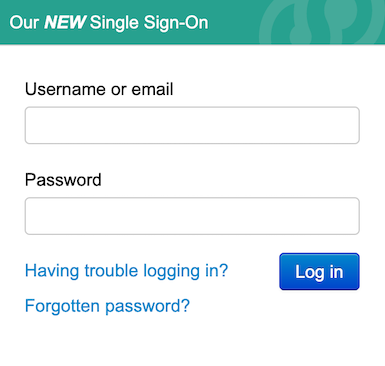 Our NEW Single Sign-On
Username or email
Password
Having trouble logging in?
Log in
Forgotten password?